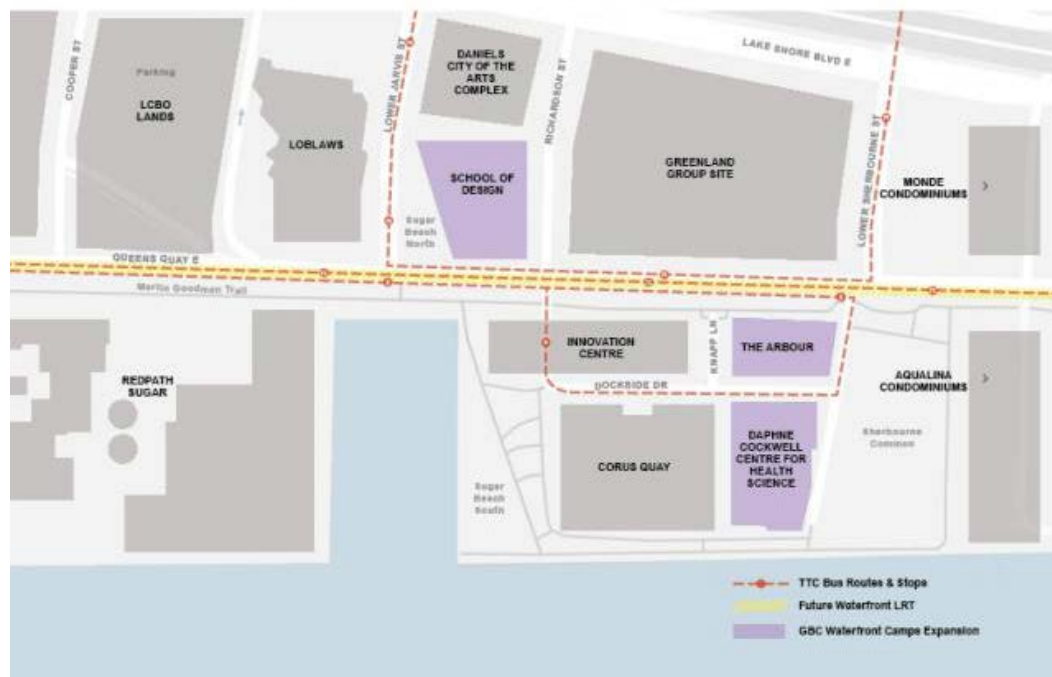 COOPER ST
Parking
LCBO
LANDS
LOBLAWS
LOWER JARVIS ST
DANIELS
CITY OF THE
ARTS
COMPLEX
RICHARDSON ST
LAKE SHORE BLVD E
SCHOOL OF
DESIGN
GREENLAND
GROUP SITE
LOWER SHERBOURNE ST
MONDE
CONDOMINIUMS
Sugar
Beach
North
QUEENS QUAY E
Martin Goodman Trail
INNOVATION
CENTRE
KNAPP LN
THE ARBOUR
REDPATH
SUGAR
DOCKSIDE DR
AQUALINA
CONDOMINIUMS
Sherbourne
Common
CORUS QUAY
DAPHNE
COCKWELL
CENTRE FOR
HEALTH
SCIENCE
Sugar
Beach
South
TTC Bus Routes & Stops
Future Waterfront LRT
GBC Waterfront Camps Expansion